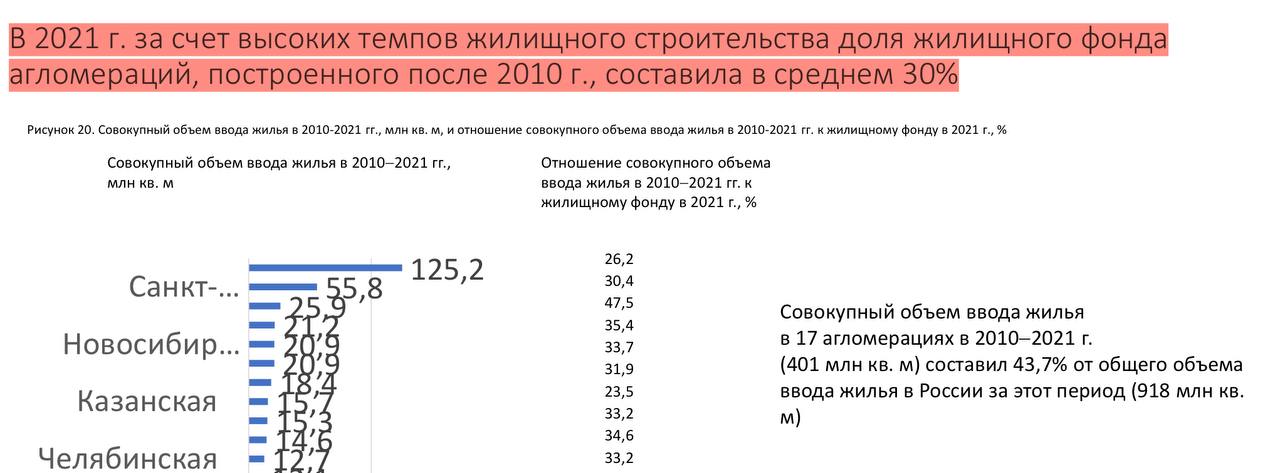 В 2021 г. за счет высоких темпов жилищного строительства доля жилищного фонда
агломераций, построенного после 2010 г., составила в среднем 30%
Рисунок 20. Совокупный объем ввода жилья в 2010-2021 гг., млн кв. м, и отношение совокупного объема ввода жилья в 2010-2021 гг. к жилищному фонду в 2021 г., %
Совокупный объем ввода жилья в 2010–2021 гг.,
млн кв. м
Отношение совокупного объема
ввода жилья в 2010–2021 гг. к
жилищному фонду в 2021 г., %
125,2
Санкт-...
55,8
25,9
21,2
Новосибир...
20,9
20,9
18,4
Казанская
15,7
15,3
14,6
Челябинская
12,7
26,2
30,4
47,5
35,4
33,7
31,9
23,5
33,2
34,6
33,2
Совокупный объем ввода жилья
в 17 агломерациях в 2010–2021 г.
(401 млн кв. м) составил 43,7% от общего объема
ввода жилья в России за этот период (918 млн кв.
м)